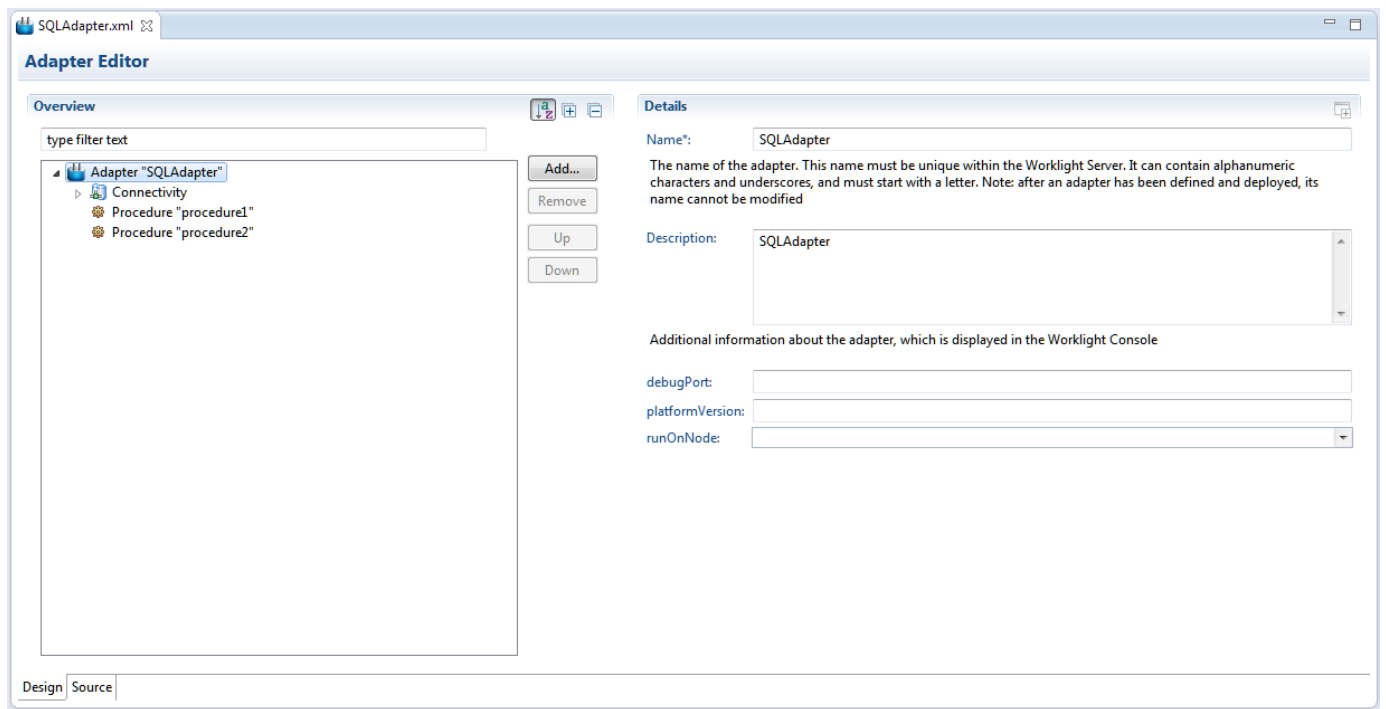 SQLAdapter.xml
Adapter Editor
Overview
type filter text
Adapter "SQLAdapter"
Connectivity
Procedure "procedure1"
Procedure "procedure2"
Add...
Remove
Up
Down
Details
Name*: SQLAdapter
The name of the adapter. This name must be unique within the Worklight Server. It can contain alphanumeric
characters and underscores, and must start with a letter. Note: after an adapter has been defined and deployed, its
name cannot be modified
Description: SQLAdapter
Additional information about the adapter, which is displayed in the Worklight Console
debugPort:
platformVersion:
runOnNode:
Design Source